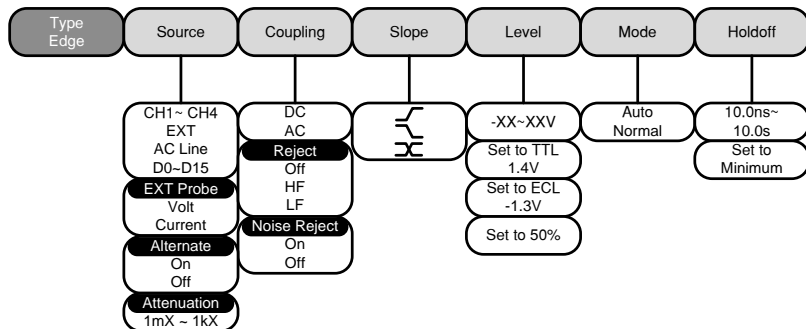 Type
Edge
Source
Coupling
Slope
Level
Mode
Holdoff
CH1~ CH4
EXT
AC Line
D0~D15
EXT Probe
Volt
Current
Alternate
On
Off
Attenuation
1mX ~ 1kX
DC
AC
Reject
Off
HF
LF
Noise Reject
On
Off
-XX~XXV
Set to TTL
1.4V
Set to ECL
-1.3V
Set to 50%
Auto
Normal
10.0ns~
10.0s
Set to
Minimum